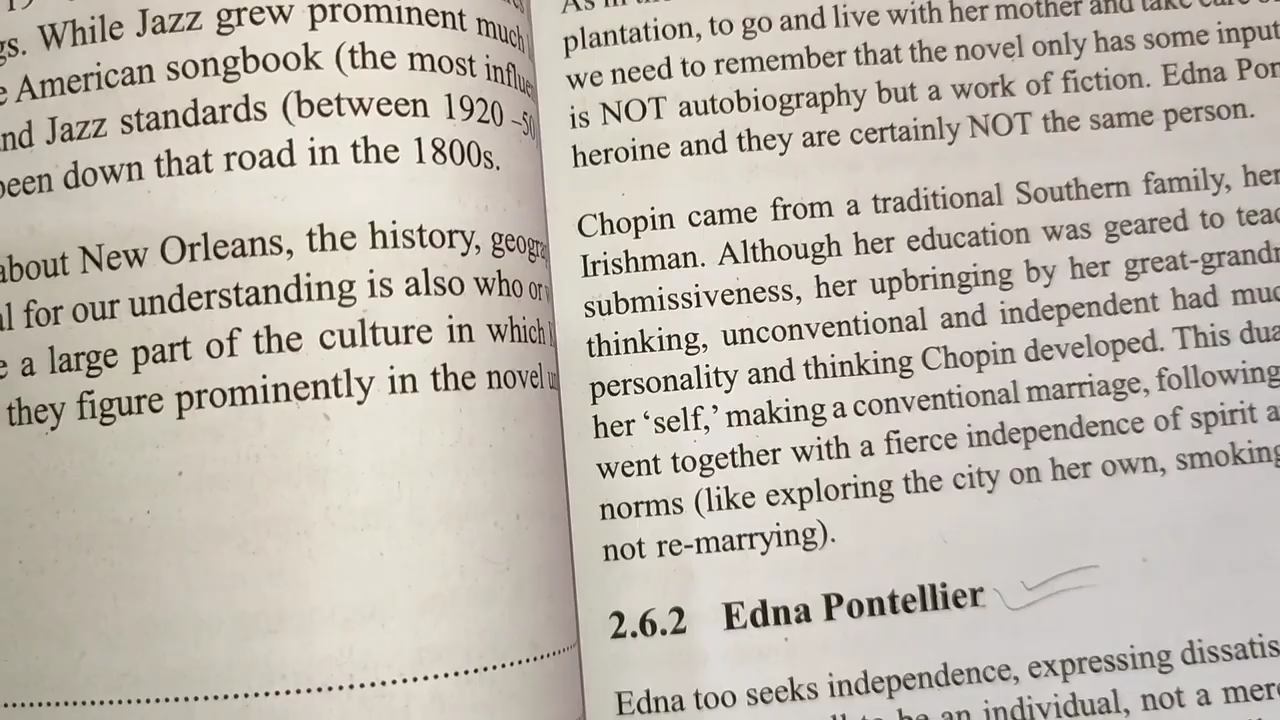 gs. While Jazz grew prominent much
e American songbook (the most influe
nd Jazz standards (between 1920 –50
been down that road in the 1800s.
about New Orleans, the history, geogra
al for our understanding is also who or
e a large part of the culture in which
they figure prominently in the novel
plantation, to go and live with her mother and take care
we need to remember that the novel only has some input
is NOT autobiography but a work of fiction. Edna Pon
heroine and they are certainly NOT the same person.
Chopin came from a traditional Southern family, her
Irishman. Although her education was geared to teac
submissiveness, her upbringing by her great-grandm
thinking, unconventional and independent had muc
personality and thinking Chopin developed. This dua
her ‘self,’ making a conventional marriage, following
went together with a fierce independence of spirit a
norms (like exploring the city on her own, smoking
not re-marrying).
2.6.2 Edna Pontellier
Edna too seeks independence, expressing dissatis
to be an individual, not a mere